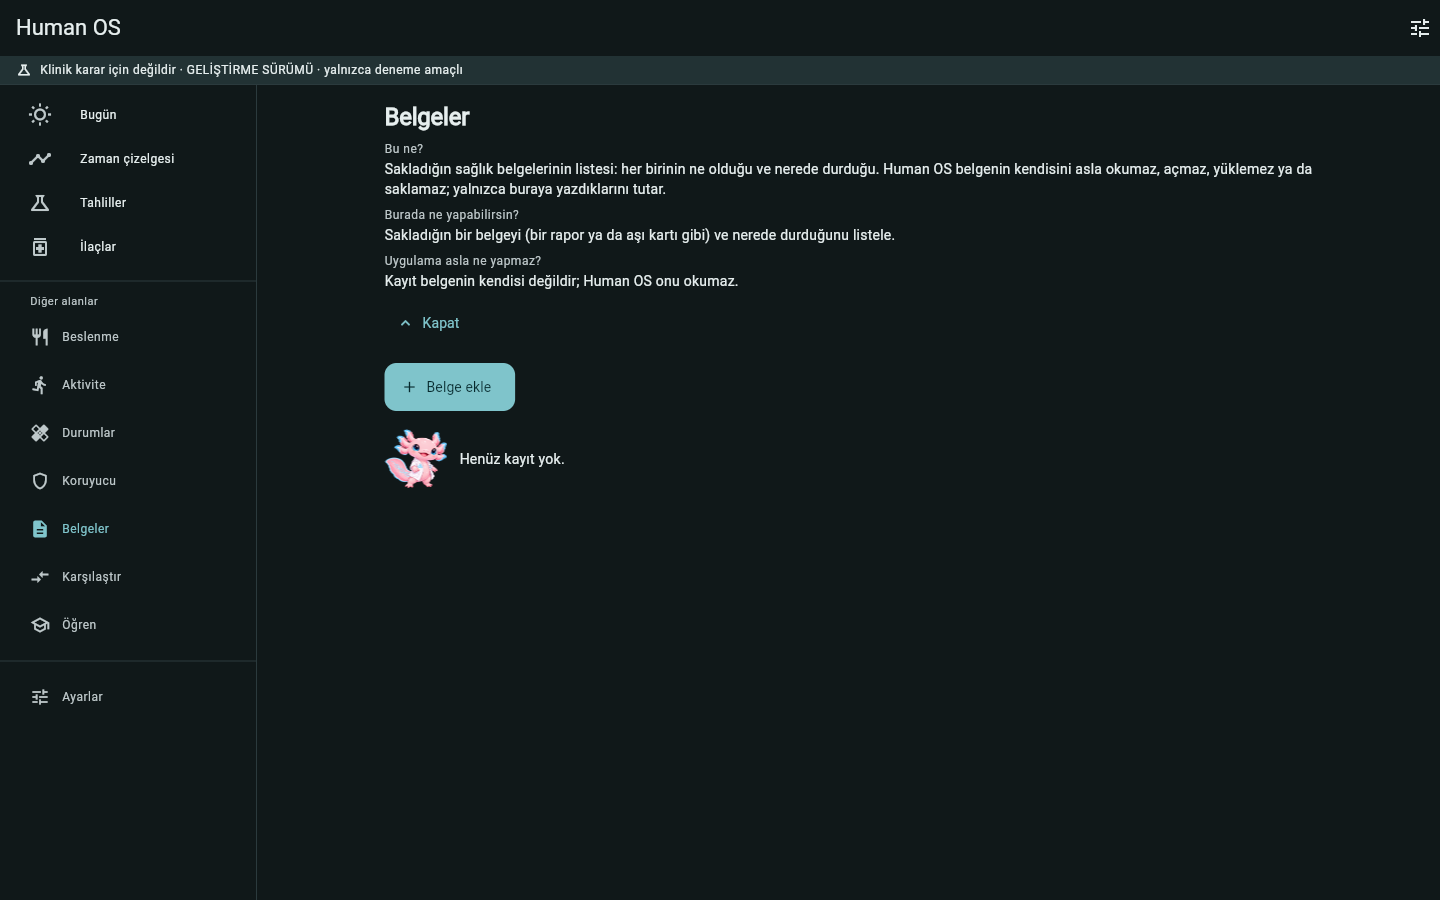 Human OS
Klinik karar için değildir · GELİŞTİRME SÜRÜMÜ · yalnızca deneme amaçlı
Bugün
Zaman çizelgesi
Tahliller
İlaçlar
Diğer alanlar
Beslenme
Aktivite
Durumlar
Koruyucu
Belgeler
Karşılaştır
Öğren
Ayarlar
Belgeler
Bu ne?
Sakladığın sağlık belgelerinin listesi: her birinin ne olduğu ve nerede durduğu. Human OS belgenin kendisini asla okumaz, açmaz, yüklemez ya da
saklamaz; yalnızca buraya yazdıklarını tutar.
Burada ne yapabilirsin?
Sakladığın bir belgeyi (bir rapor ya da aşı kartı gibi) ve nerede durduğunu listele.
Uygulama asla ne yapmaz?
Kayıt belgenin kendisi değildir; Human OS onu okumaz.
Kapat
Belge ekle
Henüz kayıt yok.